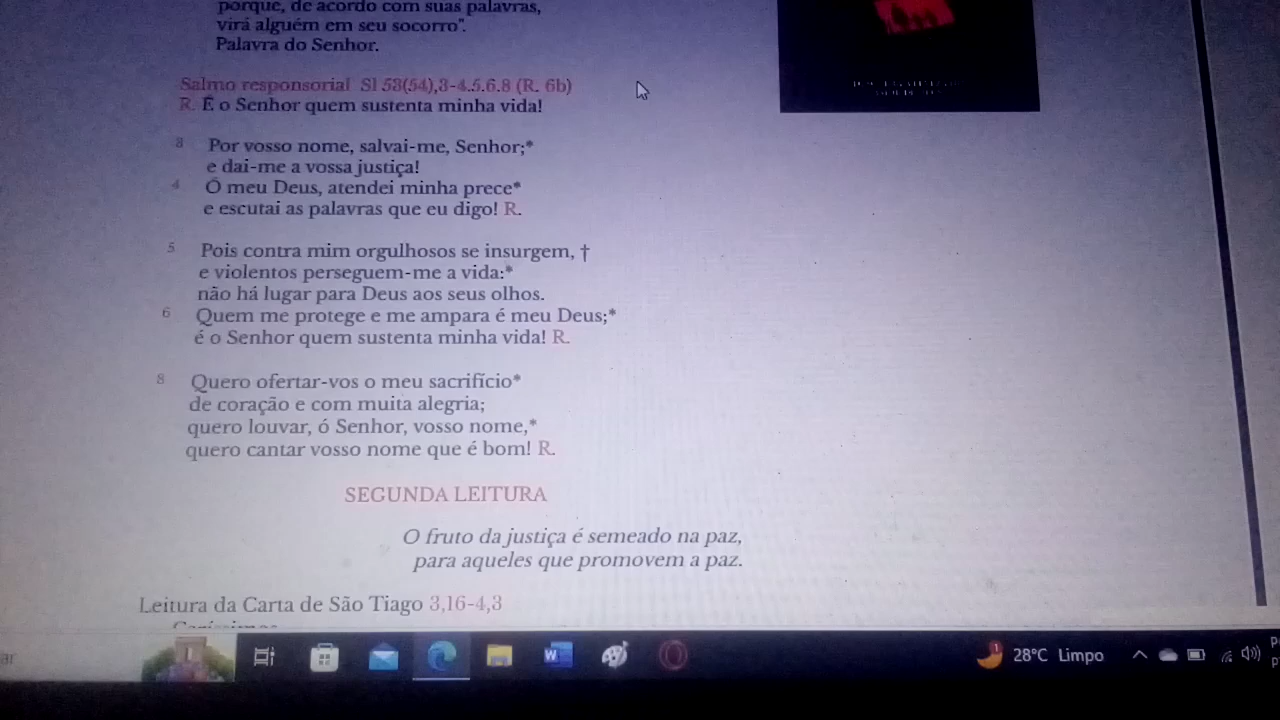 porque, de acordo com suas palavras,
virá alguém em seu socorro".
Palavra do Senhor.
Salmo responsorial Sl 53(54),3-4.5.6.8 (R. 6b)
R. É o Senhor quem sustenta minha vida!
3 Por vosso nome, salvai-me, Senhor;*
e dai-me a vossa justiça!
4 Ó meu Deus, atendei minha prece*
e escutai as palavras que eu digo! R.
5 Pois contra mim orgulhosos se insurgem, †
e violentos perseguem-me a vida:*
não há lugar para Deus aos seus olhos.
6 Quem me protege e me ampara é meu Deus;*
é o Senhor quem sustenta minha vida! R.
8 Quero ofertar-vos o meu sacrifício*
de coração e com muita alegria;
quero louvar, ó Senhor, vosso nome,*
quero cantar vosso nome que é bom! R.
SEGUNDA LEITURA
O fruto da justiça é semeado na paz,
para aqueles que promovem a paz.
Leitura da Carta de São Tiago 3,16-4,3
ar
W
1
28°C Limpo